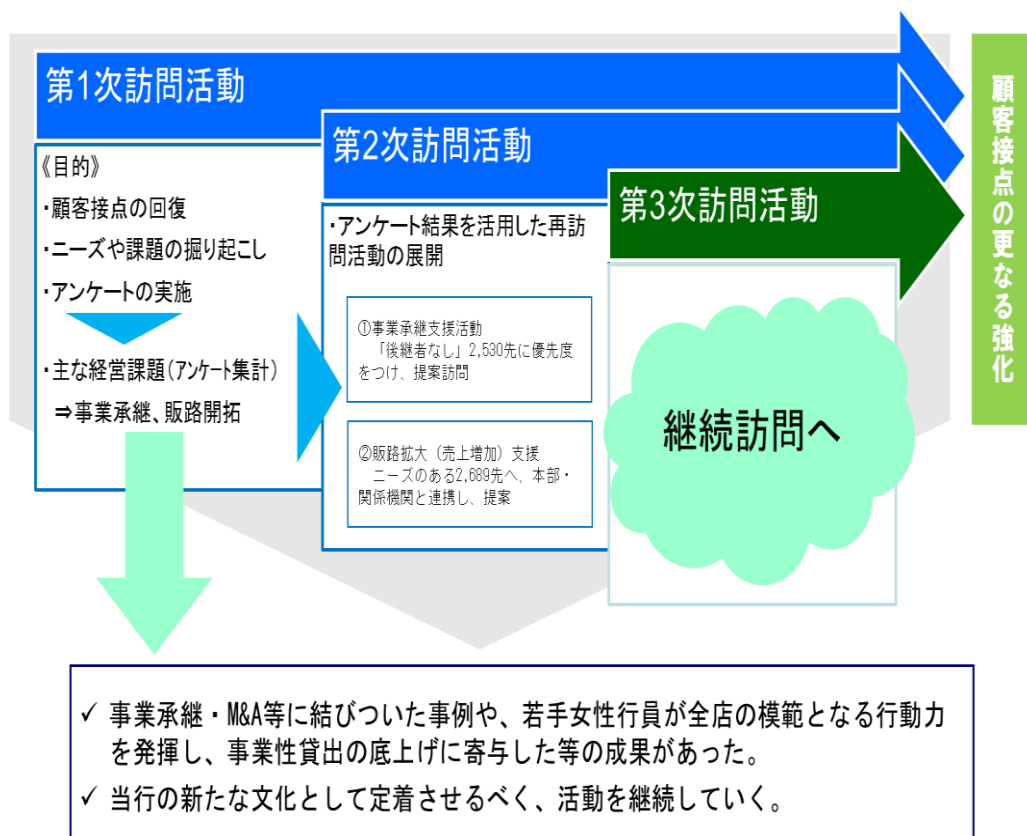 第1次訪問活動
《目的》
・顧客接点の回復
・ニーズや課題の掘り起こし
・アンケートの実施
・主な経営課題(アンケート集計)
⇒事業承継、販路開拓
第2次訪問活動
・アンケート結果を活用した再訪
問活動の展開
①事業承継支援活動
「後継者なし」2,530先に優先度
をつけ、提案訪問
②販路拡大（売上増加）支援
ニーズのある2,689先へ、本部・
関係機関と連携し、提案
第3次訪問活動
継続訪問へ
顧客接点の更なる強化
✓ 事業承継・M&A等に結びついた事例や、若手女性行員が全店の模範となる行動力
を発揮し、事業性貸出の底上げに寄与した等の成果があった。
✓ 当行の新たな文化として定着させるべく、活動を継続していく。